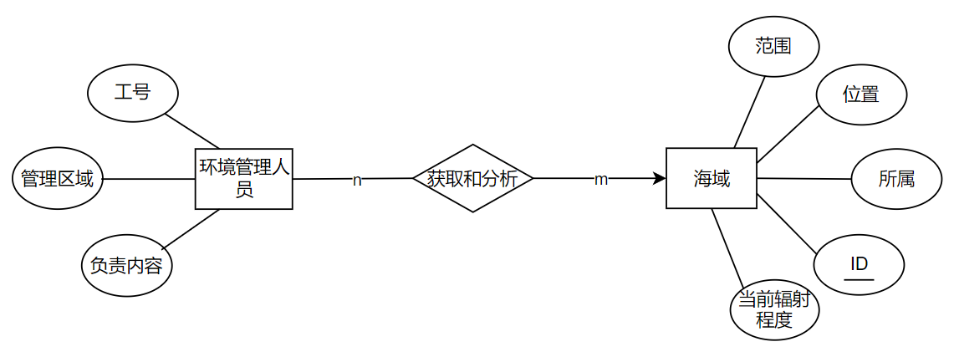 范围
工号
位置
环境管理人
员
管理区域
n
获取和分析
m
海域
所属
负责内容
ID
当前辐射
程度